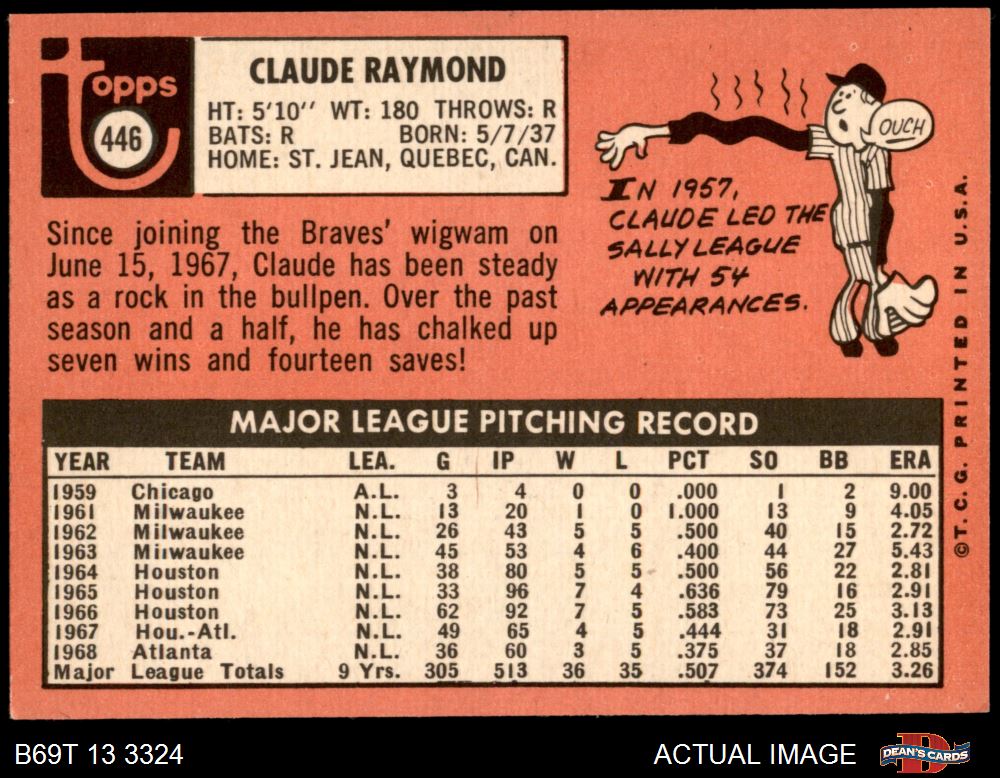 topps
446
CLAUDE RAYMOND
HT: 5'10'' WT: 180 THROWS: R
BATS: R BORN: 5/7/37
HOME: ST. JEAN, QUEBEC, CAN.
OUCH
IN 1957,
CLAUDE LED THE
SALLY LEAGUE
WITH 54
APPEARANCES.
Since joining the Braves' wigwam on
June 15, 1967, Claude has been steady
as a rock in the bullpen. Over the past
season and a half, he has chalked up
seven wins and fourteen saves!
©T.C.G. PRINTED IN U.S.A.
MAJOR LEAGUE PITCHING RECORD
YEAR TEAM LEA. G IP W L PCT SO BB ERA
1959 Chicago A.L. 3 4 0 0 .000 1 2 9.00
1961 Milwaukee N.L. 13 20 1 0 1.000 13 9 4.05
1962 Milwaukee N.L. 26 43 5 5 .500 40 15 2.72
1963 Milwaukee N.L. 45 53 4 6 .400 44 27 5.43
1964 Houston N.L. 38 80 5 5 .500 56 22 2.81
1965 Houston N.L. 33 96 7 4 .636 79 16 2.91
1966 Houston N.L. 62 92 7 5 .583 73 25 3.13
1967 Hou.-Atl. N.L. 49 65 4 5 .444 31 18 2.91
1968 Atlanta N.L. 36 60 3 5 .375 37 18 2.85
Major League Totals 9 Yrs. 305 513 36 35 .507 374 152 3.26
B69T 13 3324
ACTUAL IMAGE
DEAN'S CARDS